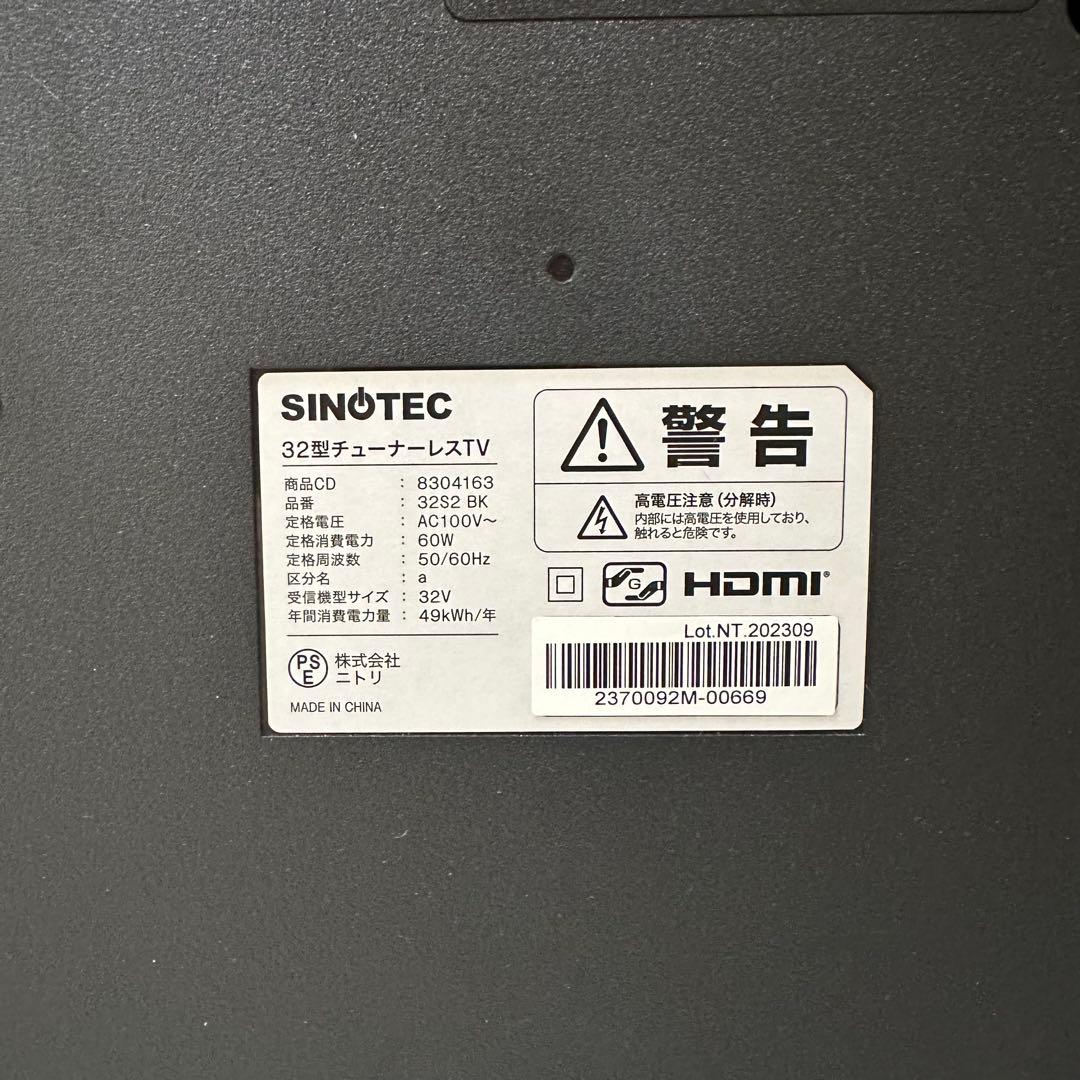 SINOTEC
32型チューナーレスTV
商品CD : 8304163
品番 : 32S2 BK
定格電圧 : AC100V〜
定格消費電力 : 60W
定格周波数 : 50/60Hz
区分名 : a
受信機型サイズ : 32V
年間消費電力量 : 49kWh/年
PSE
株式会社
ニトリ
MADE IN CHINA
警告
高電圧注意(分解時)
内部には高電圧を使用しており、
触れると危険です。
G
HDMI®
Lot.NT.202309
2370092M-00669